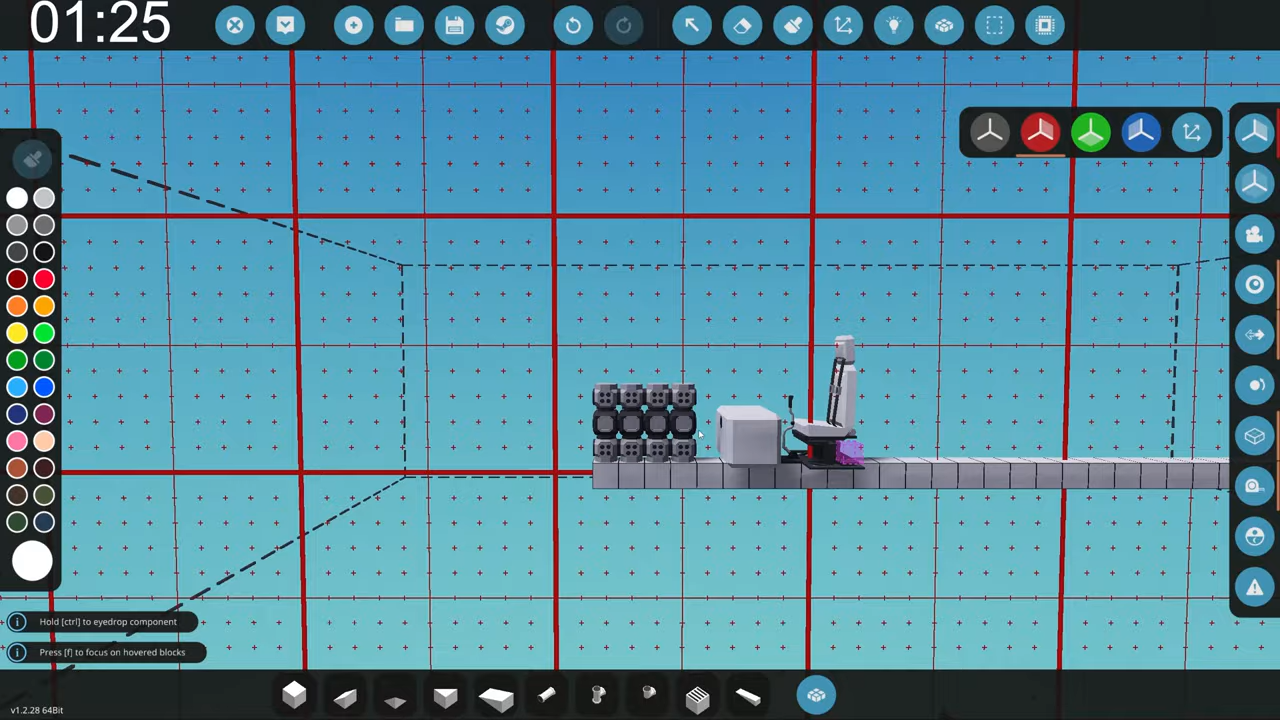 01:25
Hold [ctrl] to eyedrop component
Press [f] to focus on hovered blocks
v1.2.28 64Bit